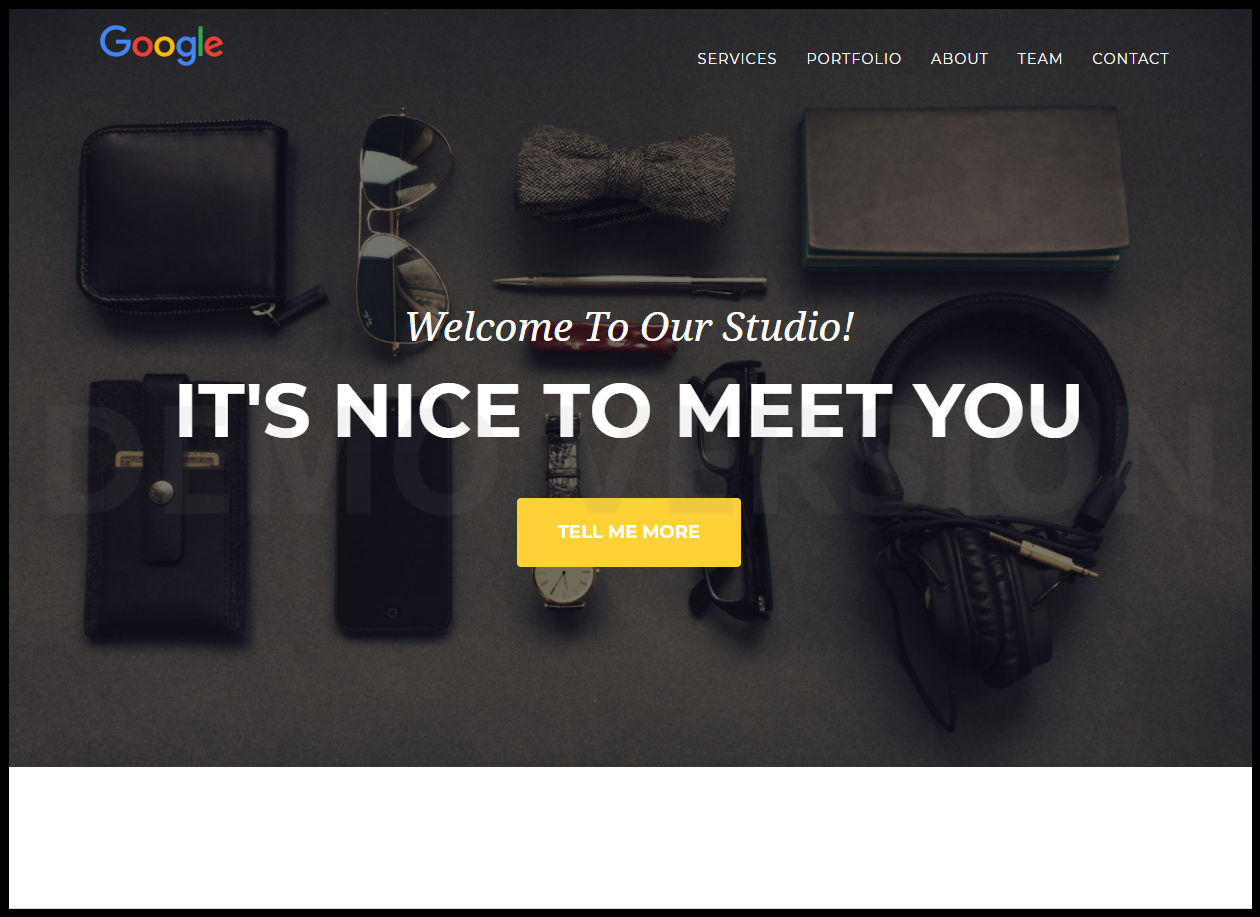 Google
SERVICES PORTFOLIO ABOUT TEAM CONTACT
Welcome To Our Studio!
IT'S NICE TO MEET YOU
DEMO VERSION
TELL ME MORE